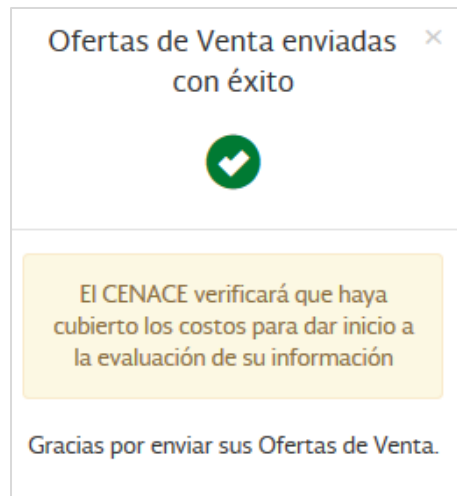 Ofertas de Venta enviadas ×
con éxito
El CENACE verificará que haya
cubierto los costos para dar inicio a
la evaluación de su información
Gracias por enviar sus Ofertas de Venta.